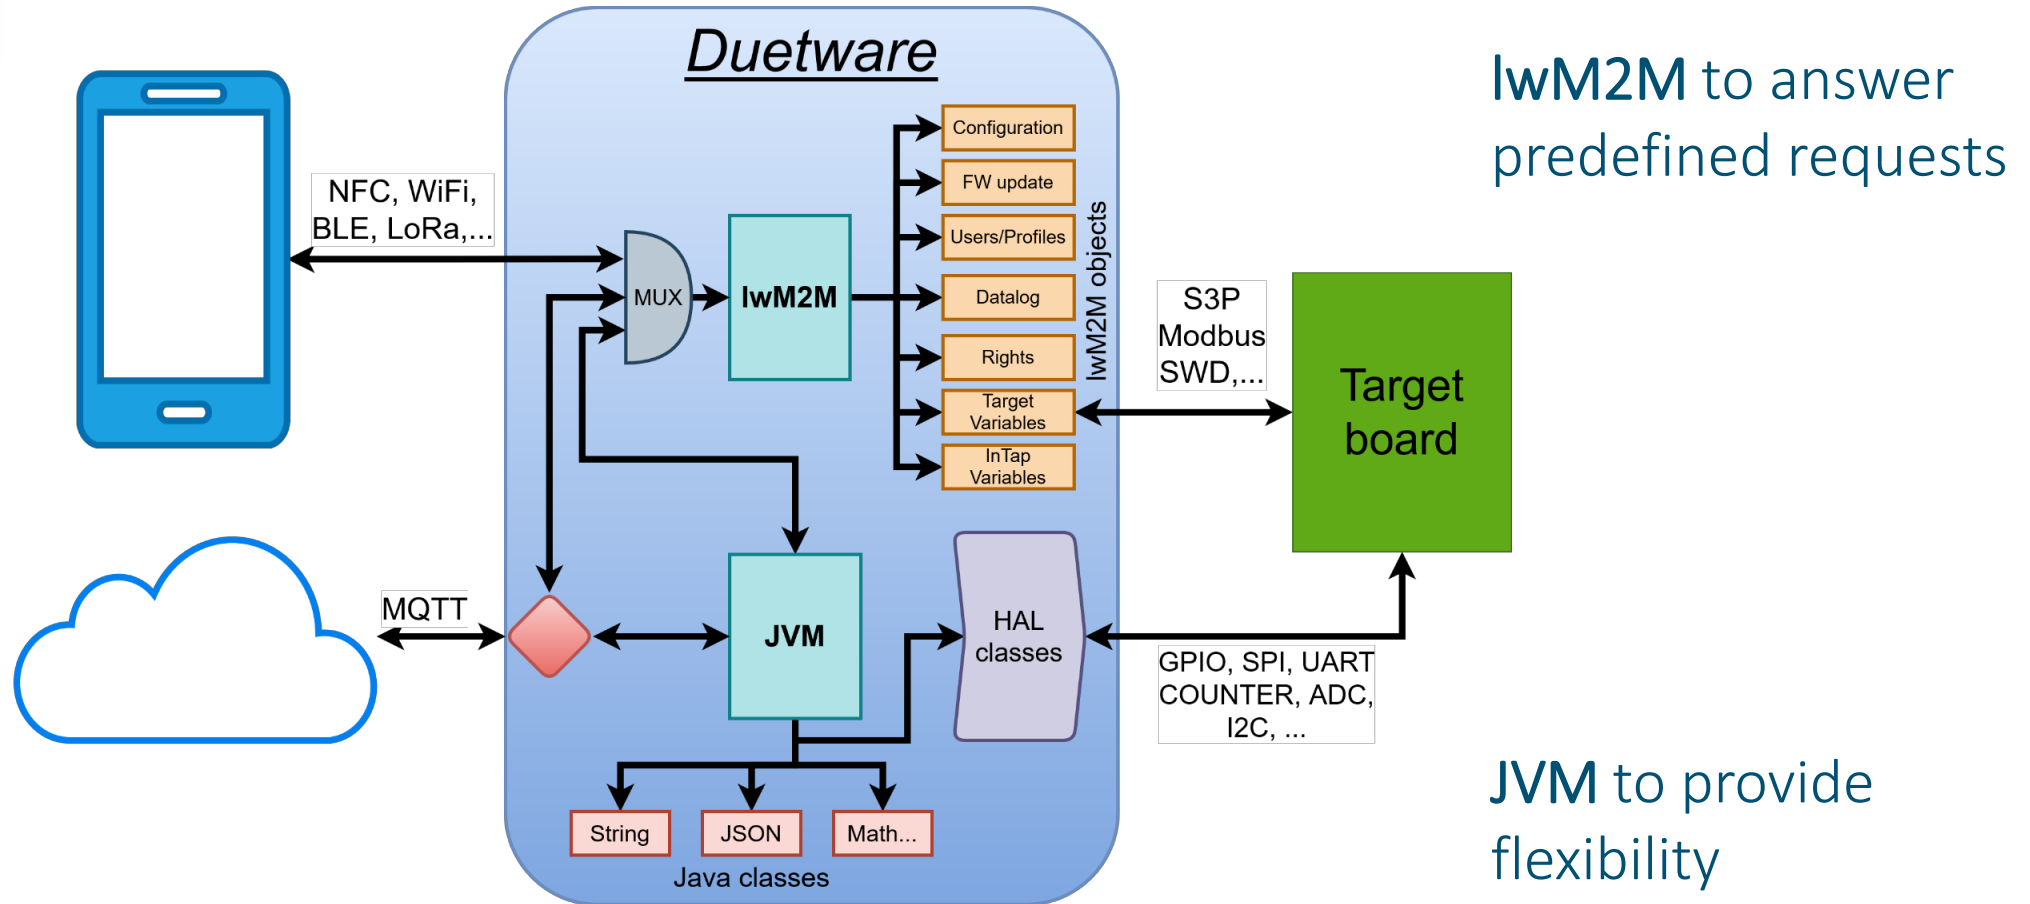 Duetware
lwM2M to answer
predefined requests
NFC, WiFi,
BLE, LoRa,...
MUX
lwM2M
Configuration
FW update
Users/Profiles
Datalog
Rights
Target
Variables
InTap
Variables
lwM2M objects
S3P
Modbus
SWD,...
Target
board
MQTT
JVM
HAL
classes
GPIO, SPI, UART
COUNTER, ADC,
I2C, ...
String
JSON
Math...
Java classes
JVM to provide
flexibility